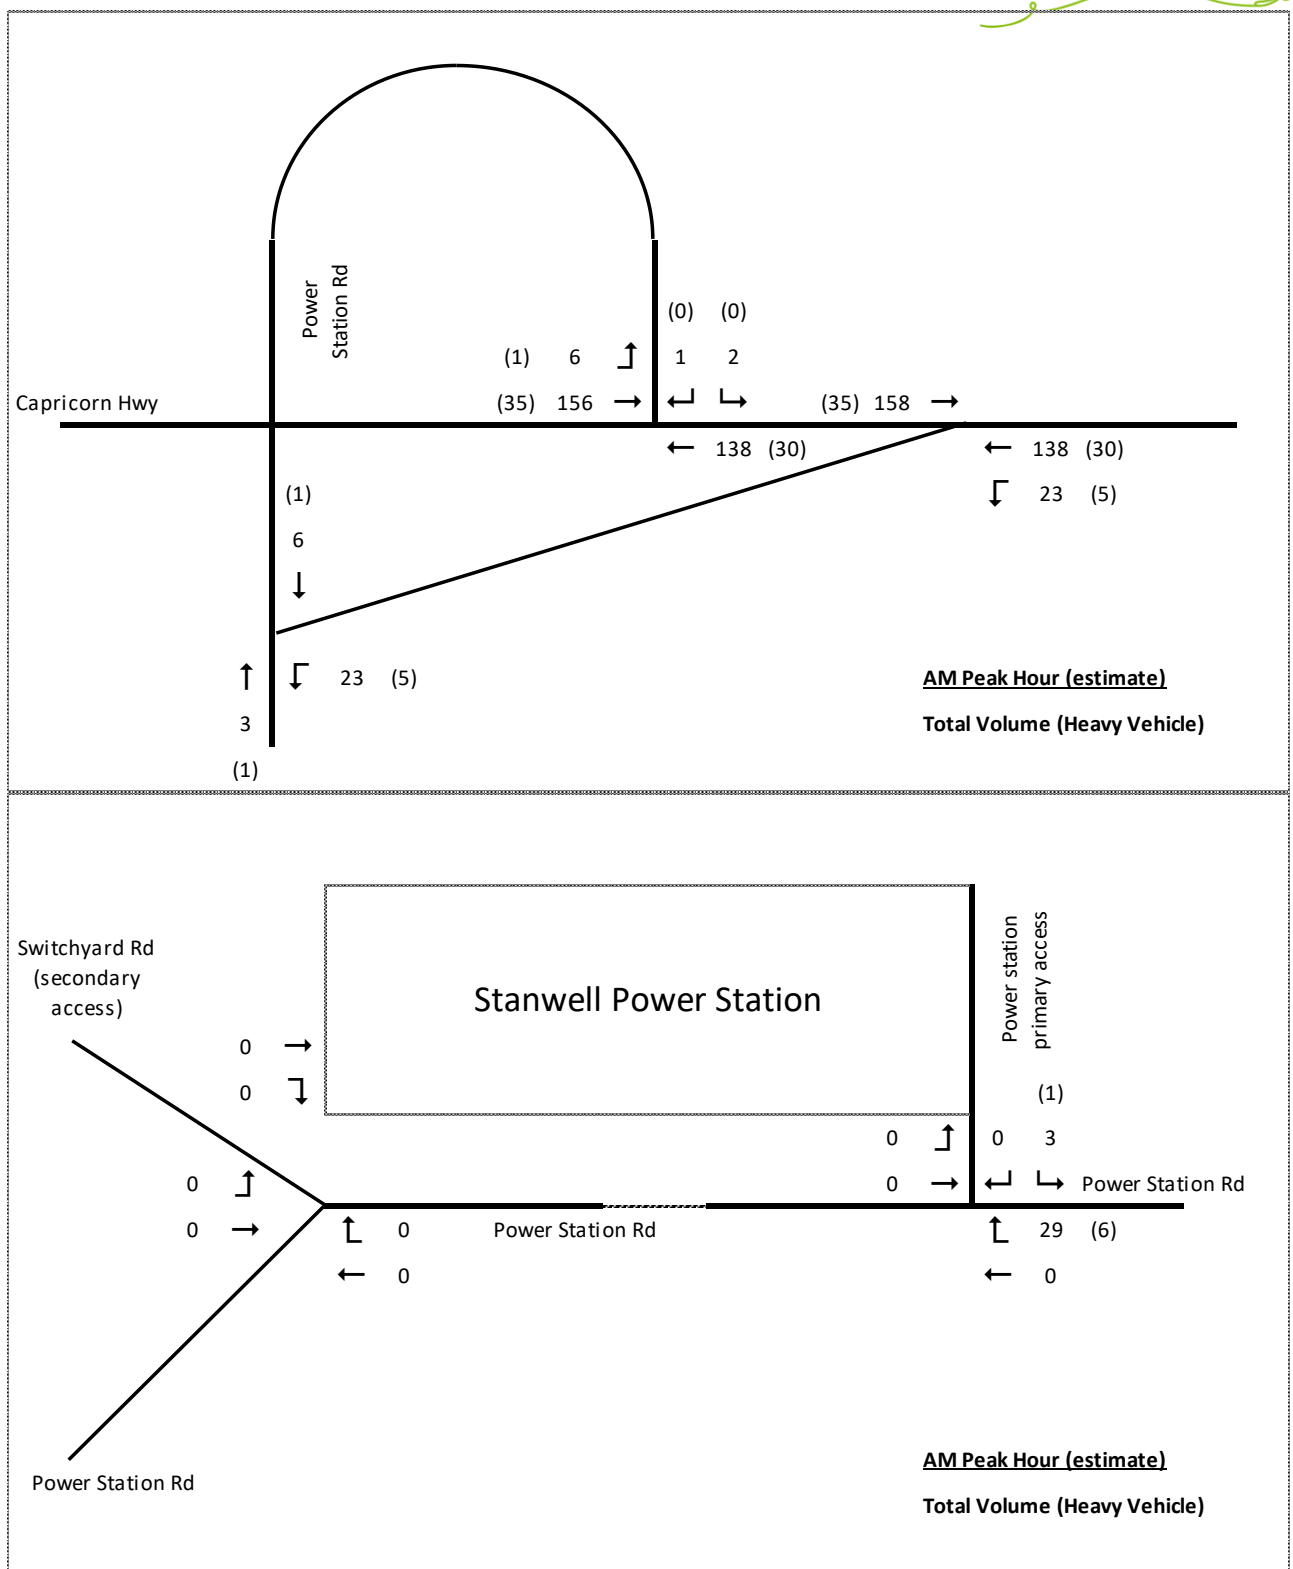 Power
Station Rd
(0) (0)
(1) 6 1 2
Capricorn Hwy
(35) 156 → (35) 158 →
← 138 (30) ← 138 (30)
(1)
23 (5)
6
↓
↑ 23 (5)
AM Peak Hour (estimate)
3
Total Volume (Heavy Vehicle)
(1)
Switchyard Rd
(secondary
access)
Stanwell Power Station
Power station
primary access
0 →
0
(1)
0 0 3
0
0 → Power Station Rd
0 →
0 Power Station Rd
29 (6)
← 0
← 0
Power Station Rd
AM Peak Hour (estimate)
Total Volume (Heavy Vehicle)